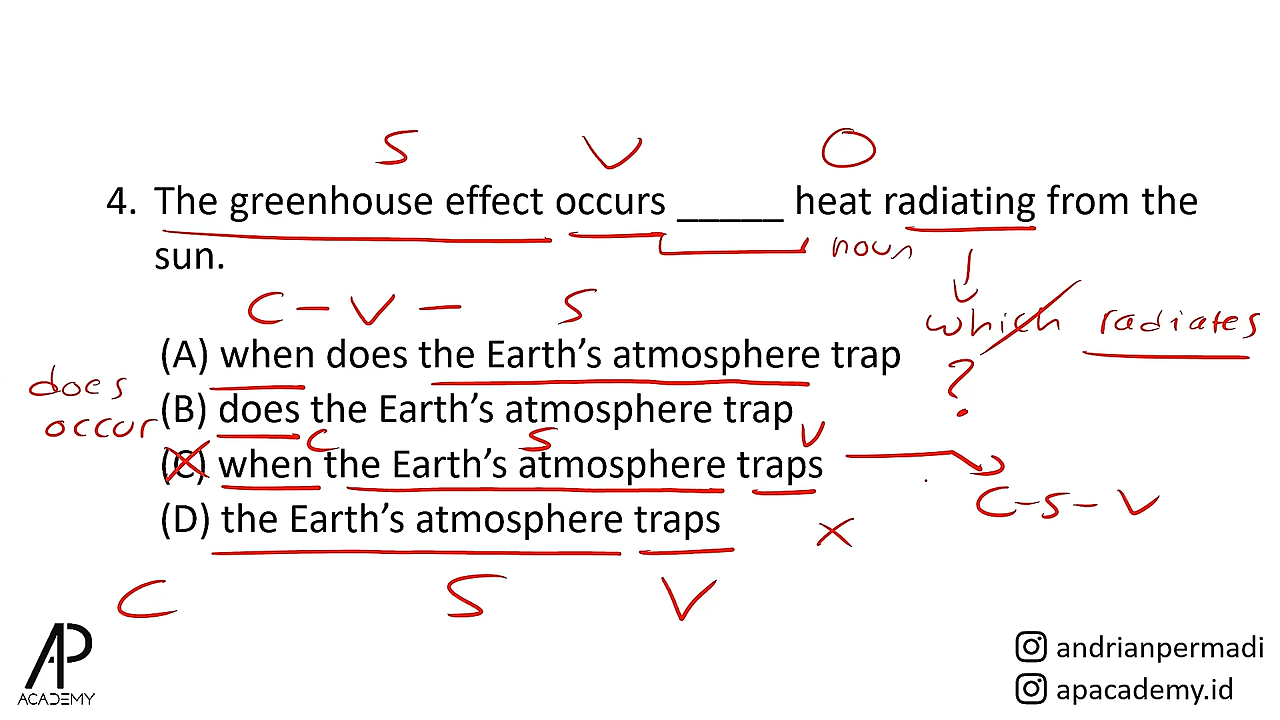 S V O
4. The greenhouse effect occurs _____ heat radiating from the
noun
sun.
C - V - S
which radiates
(A) when does the Earth's atmosphere trap
?
does
occur
(B) does the Earth's atmosphere trap
C S V
(C) when the Earth's atmosphere traps
C - S - V
(D) the Earth's atmosphere traps
C S V
AP
ACADEMY
andrianpermadi
apacademy.id